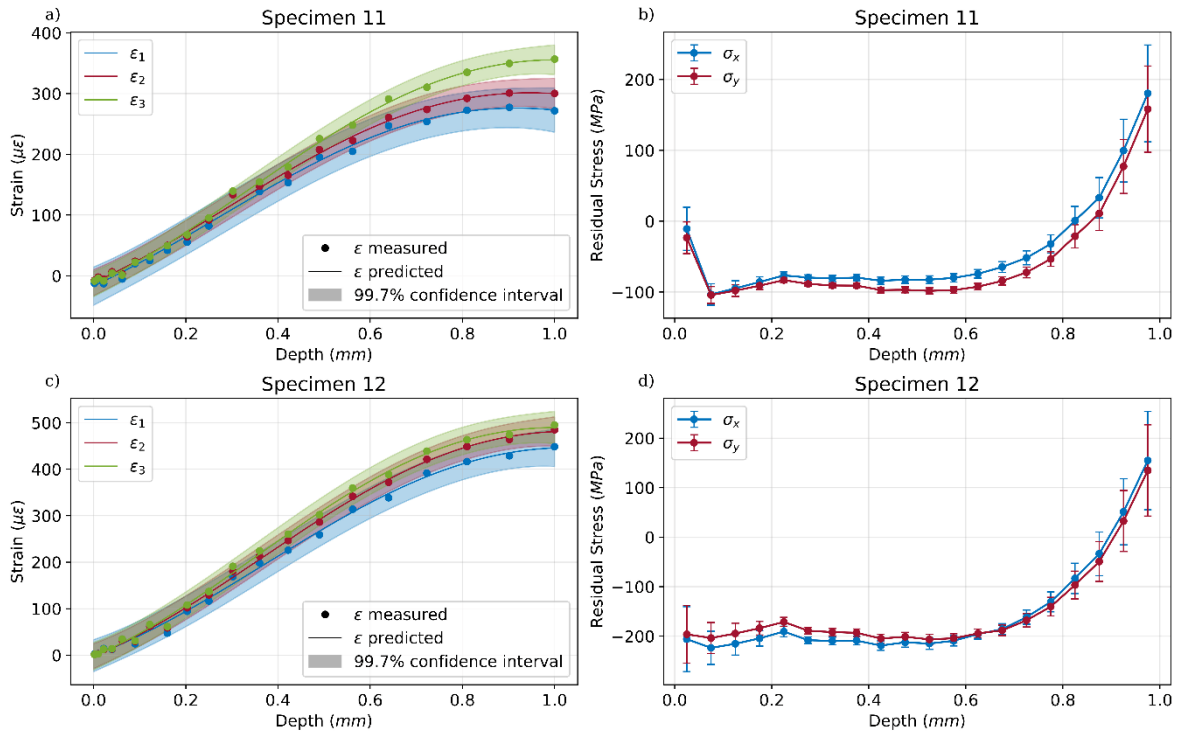 a)
Specimen 11
Strain (με)
400
300
200
100
0
ε1
ε2
ε3
ε measured
ε predicted
99.7% confidence interval
0.0 0.2 0.4 0.6 0.8 1.0
Depth (mm)
b)
Specimen 11
Residual Stress (MPa)
200
100
0
−100
σx
σy
0.0 0.2 0.4 0.6 0.8 1.0
Depth (mm)
c)
Specimen 12
Strain (με)
500
400
300
200
100
0
ε1
ε2
ε3
ε measured
ε predicted
99.7% confidence interval
0.0 0.2 0.4 0.6 0.8 1.0
Depth (mm)
d)
Specimen 12
Residual Stress (MPa)
200
100
0
−100
−200
σx
σy
0.0 0.2 0.4 0.6 0.8 1.0
Depth (mm)